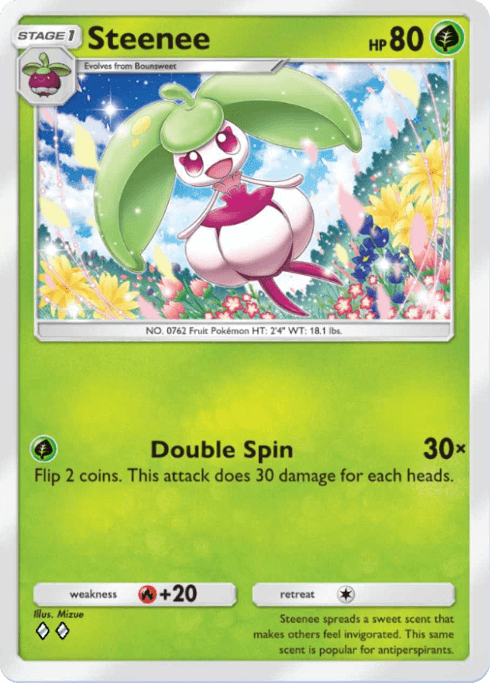 STAGE 1 Steenee HP 80
Evolves from Bounsweet
NO. 0762 Fruit Pokémon HT: 2'4" WT: 18.1 lbs.
Double Spin 30×
Flip 2 coins. This attack does 30 damage for each heads.
weakness +20 retreat
Illus. Mizue
Steenee spreads a sweet scent that
makes others feel invigorated. This same
scent is popular for antiperspirants.